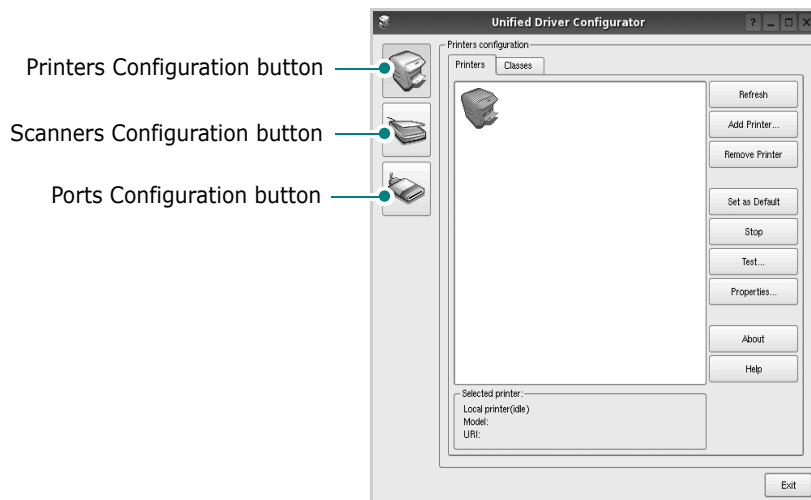 Unified Driver Configurator
?
Printers Configuration button
Scanners Configuration button
Ports Configuration button
Printers configuration
Printers
Classes
Refresh
Add Printer...
Remove Printer
Set as Default
Stop
Test...
Properties...
About
Help
Selected printer:
Local printer(idle)
Model:
URI:
Exit